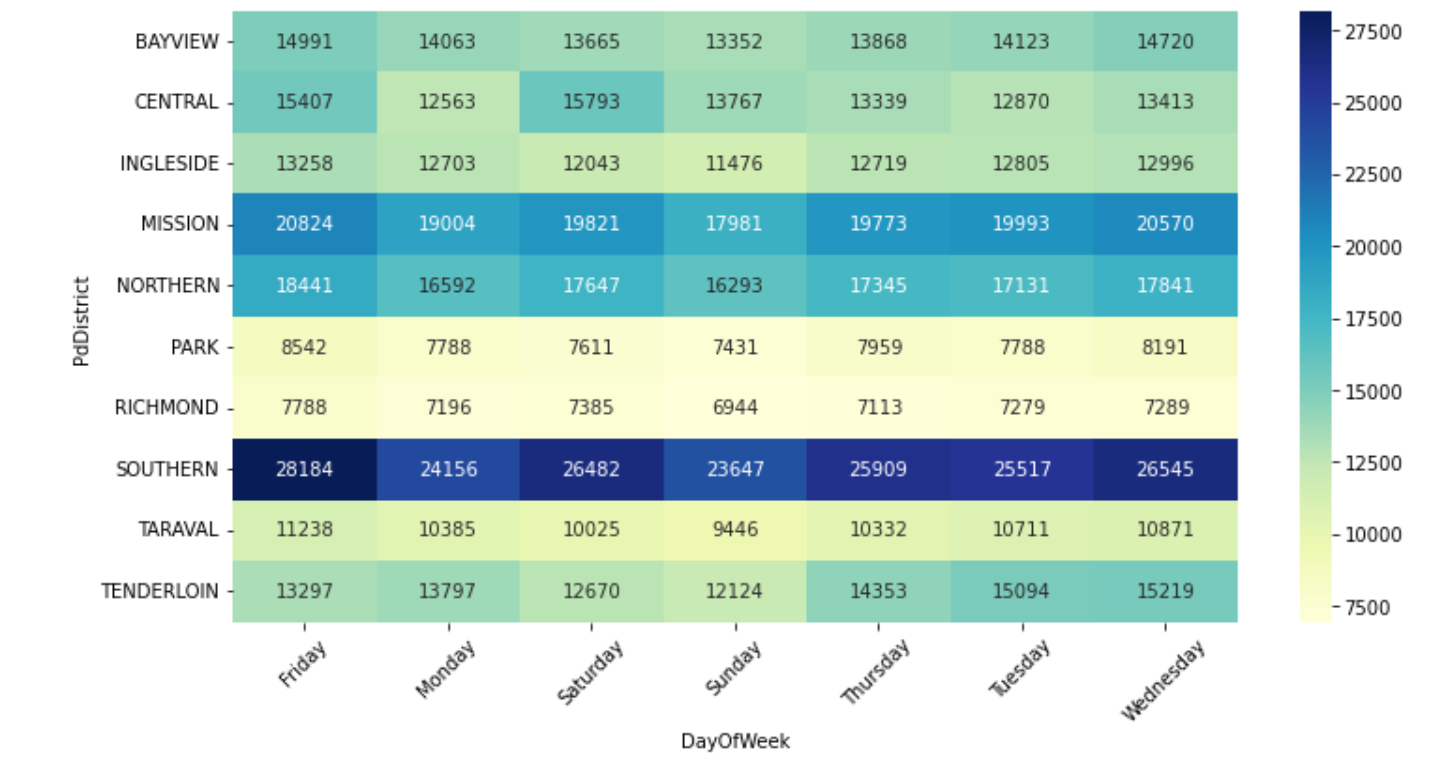 BAYVIEW 14991 14063 13665 13352 13868 14123 14720
CENTRAL 15407 12563 15793 13767 13339 12870 13413
INGLESIDE 13258 12703 12043 11476 12719 12805 12996
MISSION 20824 19004 19821 17981 19773 19993 20570
NORTHERN 18441 16592 17647 16293 17345 17131 17841
PARK 8542 7788 7611 7431 7959 7788 8191
RICHMOND 7788 7196 7385 6944 7113 7279 7289
SOUTHERN 28184 24156 26482 23647 25909 25517 26545
TARAVAL 11238 10385 10025 9446 10332 10711 10871
TENDERLOIN 13297 13797 12670 12124 14353 15094 15219
Friday Monday Saturday Sunday Thursday Tuesday Wednesday
DayOfWeek
PdDistrict
27500
25000
22500
20000
17500
15000
12500
10000
7500